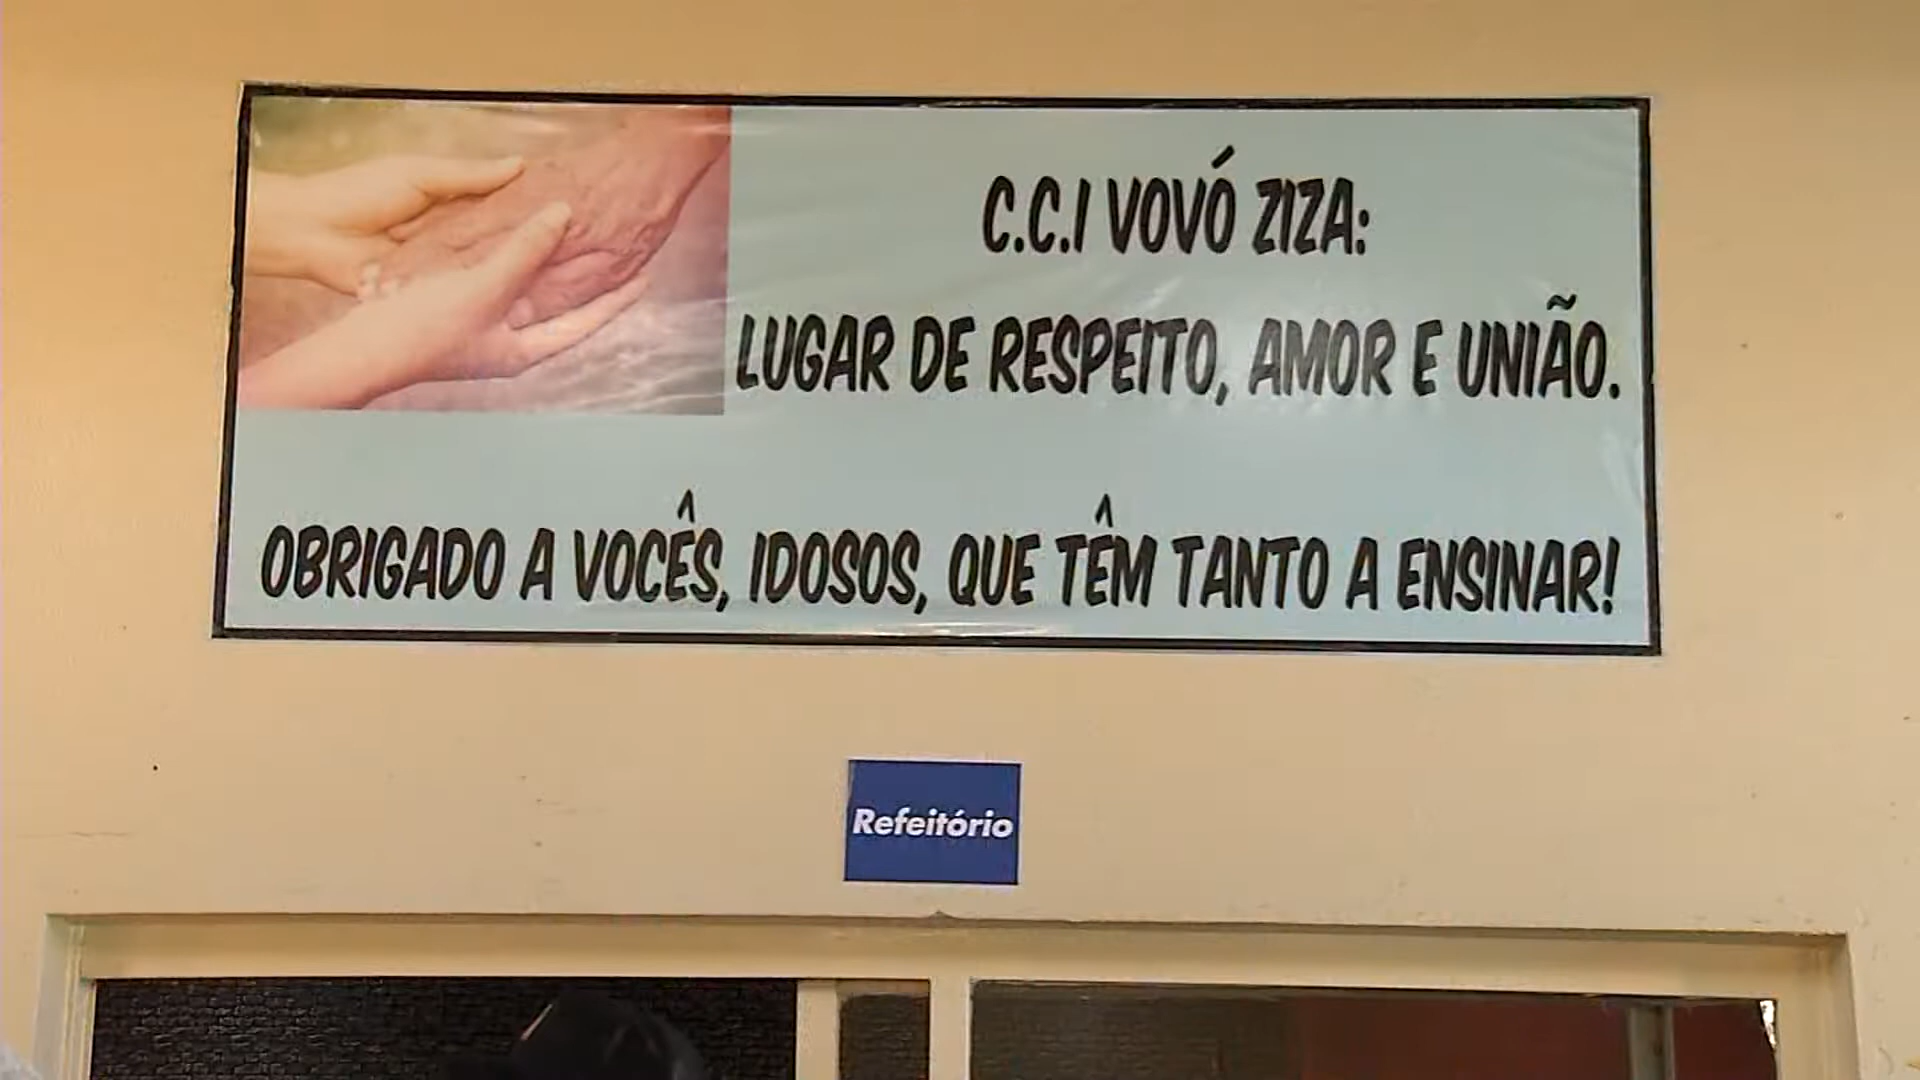 C.C.I VOVÓ ZIZA:
LUGAR DE RESPEITO, AMOR E UNIÃO.
OBRIGADO A VOCÊS, IDOSOS, QUE TÊM TANTO A ENSINAR!
Refeitório